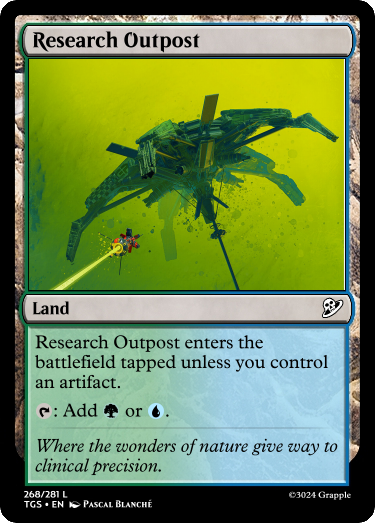 Research Outpost
Land
Research Outpost enters the
battlefield tapped unless you control
an artifact.
: Add or .
Where the wonders of nature give way to
clinical precision.
268/281 L
TGS • EN Pascal Blanché
©3024 Grapple